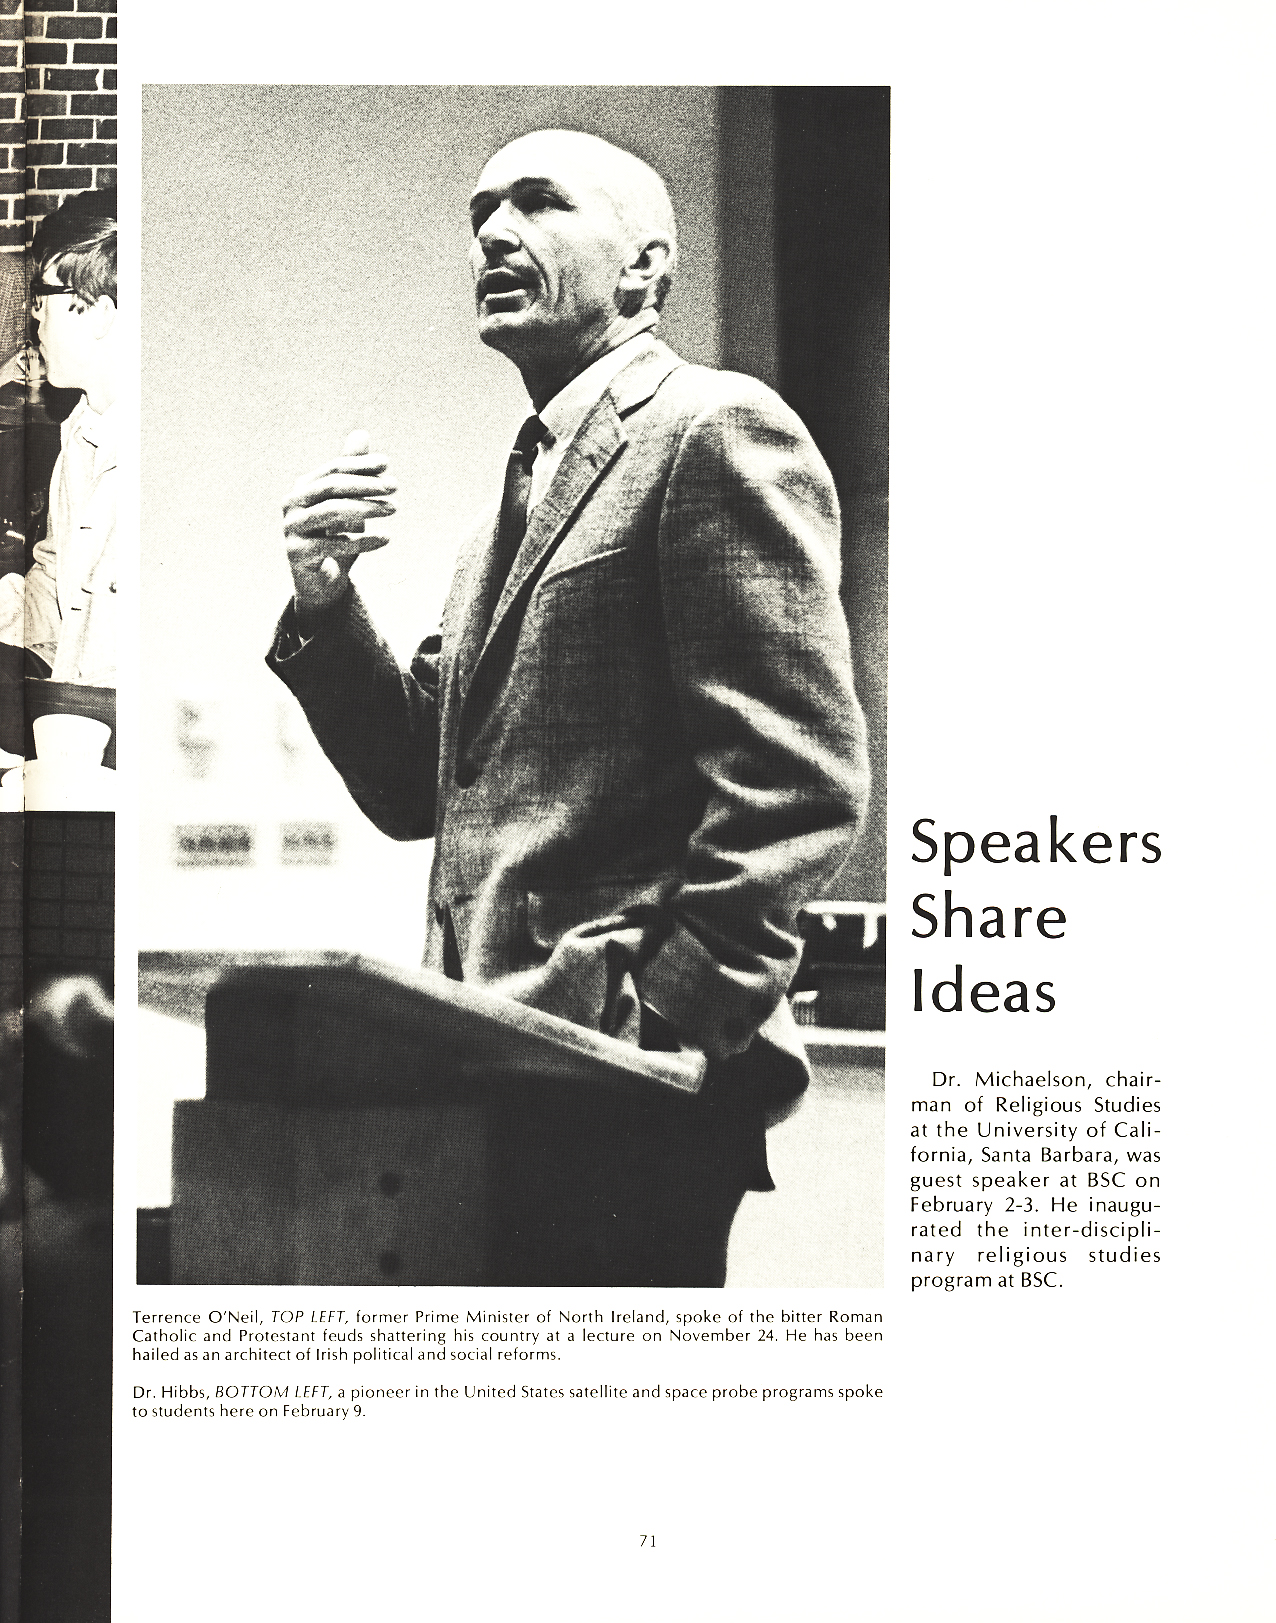 Speakers
Share
Ideas
Dr. Michaelson, chair-
man of Religious Studies
at the University of Cali-
fornia, Santa Barbara, was
guest speaker at BSC on
February 2-3. He inaugu-
rated the inter-discipli-
nary religious studies
program at BSC.
Terrence O'Neil, TOP LEFT, former Prime Minister of North Ireland, spoke of the bitter Roman
Catholic and Protestant feuds shattering his country at a lecture on November 24. He has been
hailed as an architect of Irish political and social reforms.
Dr. Hibbs, BOTTOM LEFT, a pioneer in the United States satellite and space probe programs spoke
to students here on February 9.
71